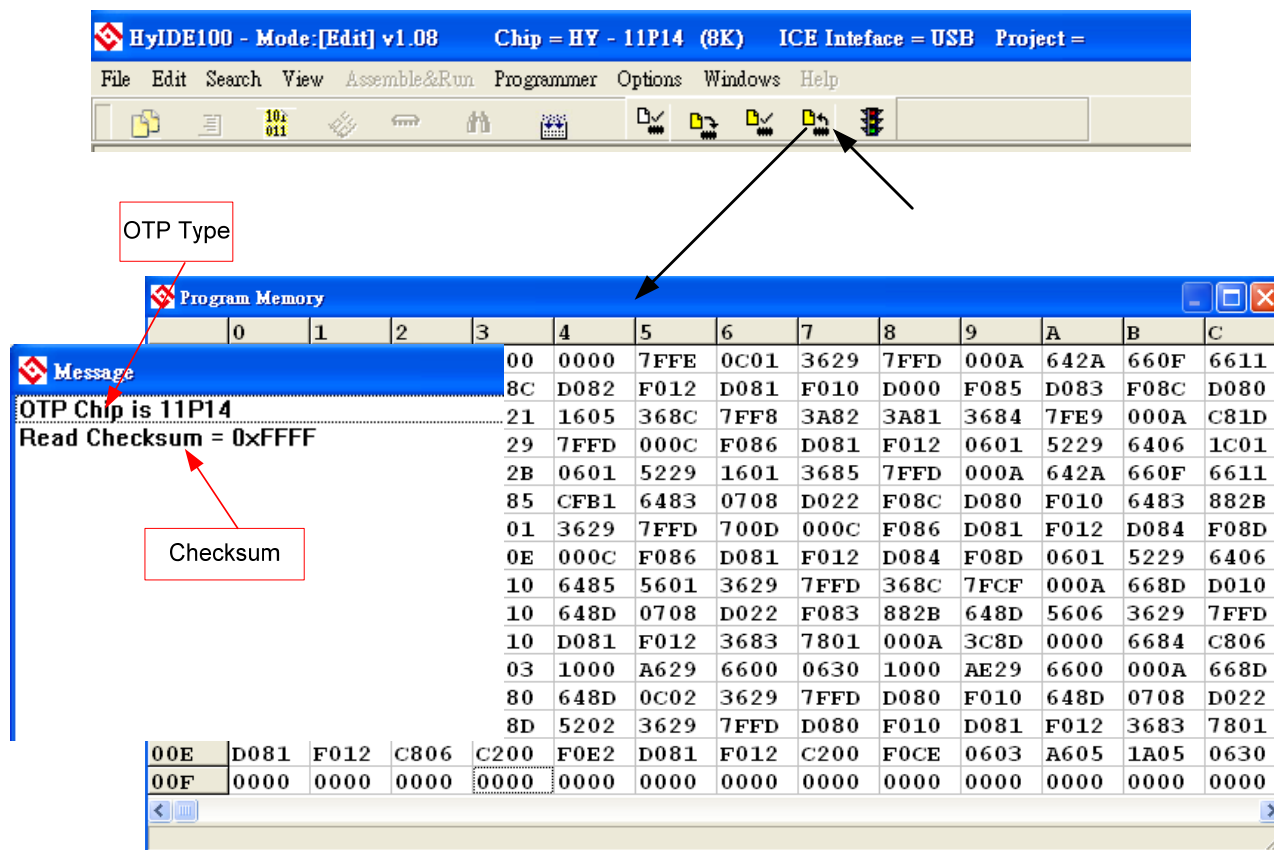 HyIDE100 - Mode:[Edit] v1.08 Chip = HY - 11P14 (8K) ICE Inteface = USB Project =
File Edit Search View Assemble&Run Programmer Options Windows Help
101
011
OTP Type
Program Memory
0 1 2 3 4 5 6 7 8 9 A B C
Message
OTP Chip is 11P14
Read Checksum = 0xFFFF
Checksum
00 0000 7FFE 0C01 3629 7FFD 000A 642A 660F 6611
8C D082 F012 D081 F010 D000 F085 D083 F08C D080
21 1605 368C 7FF8 3A82 3A81 3684 7FE9 000A C81D
29 7FFD 000C F086 D081 F012 0601 5229 6406 1C01
2B 0601 5229 1601 3685 7FFD 000A 642A 660F 6611
85 CFB1 6483 0708 D022 F08C D080 F010 6483 882B
01 3629 7FFD 700D 000C F086 D081 F012 D084 F08D
0E 000C F086 D081 F012 D084 F08D 0601 5229 6406
10 6485 5601 3629 7FFD 368C 7FCF 000A 668D D010
10 648D 0708 D022 F083 882B 648D 5606 3629 7FFD
10 D081 F012 3683 7801 000A 3C8D 0000 6684 C806
03 1000 A629 6600 0630 1000 AE29 6600 000A 668D
80 648D 0C02 3629 7FFD D080 F010 648D 0708 D022
8D 5202 3629 7FFD D080 F010 D081 F012 3683 7801
00E D081 F012 C806 C200 F0E2 D081 F012 C200 F0CE 0603 A605 1A05 0630
00F 0000 0000 0000 0000 0000 0000 0000 0000 0000 0000 0000 0000 0000